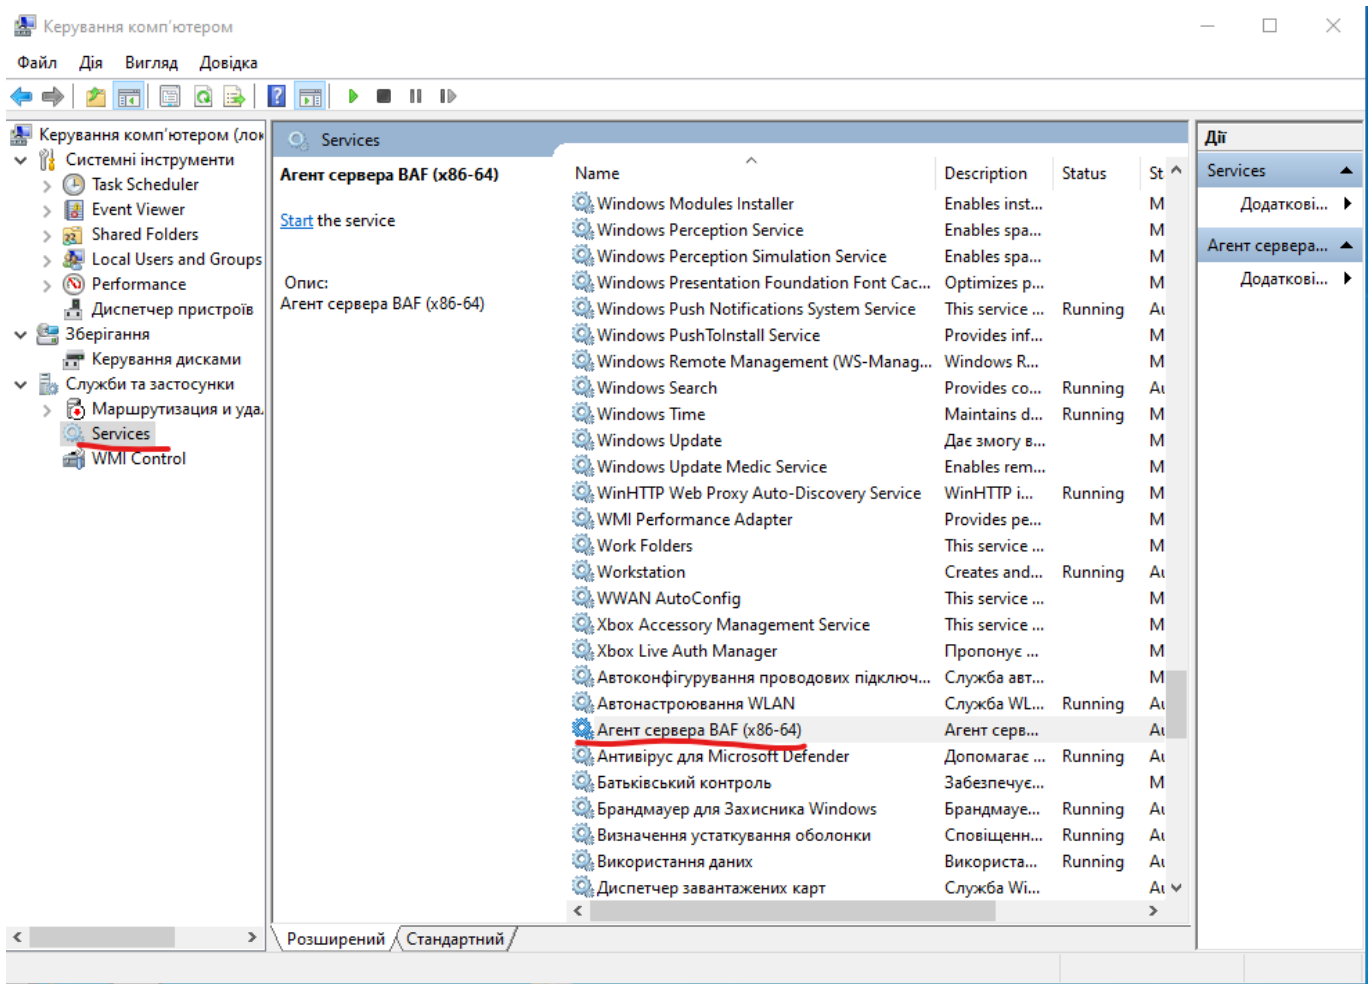 Керування комп'ютером
Файл Дія Вигляд Довідка
Керування комп'ютером (лок
Системні інструменти
Task Scheduler
Event Viewer
Shared Folders
Local Users and Groups
Performance
Диспетчер пристроїв
Зберігання
Керування дисками
Служби та застосунки
Маршрутизация и уда
Services
WMI Control
Services
Агент сервера BAF (x86-64)
Start the service
Опис:
Агент сервера BAF (x86-64)
Name Description Status St
Windows Modules Installer Enables inst... M
Windows Perception Service Enables spa... M
Windows Perception Simulation Service Enables spa... M
Windows Presentation Foundation Font Cac... Optimizes p... M
Windows Push Notifications System Service This service ... Running Au
Windows PushToInstall Service Provides inf... M
Windows Remote Management (WS-Manag... Windows R... M
Windows Search Provides co... Running Au
Windows Time Maintains d... Running M
Windows Update Дає змогу в... M
Windows Update Medic Service Enables rem... M
WinHTTP Web Proxy Auto-Discovery Service WinHTTP i... Running M
WMI Performance Adapter Provides pe... M
Work Folders This service ... M
Workstation Creates and... Running Au
WWAN AutoConfig This service ... M
Xbox Accessory Management Service This service ... M
Xbox Live Auth Manager Пропонує ... M
Автоконфігурування проводових підключ... Служба авт... M
Автонастроювання WLAN Служба WL... Running Au
Агент сервера BAF (x86-64) Агент серв... Au
Антивірус для Microsoft Defender Допомагає ... Running Au
Батьківський контроль Забезпечує... M
Брандмауер для Захисника Windows Брандмауе... Running Au
Визначення устаткування оболонки Сповіщенн... Running Au
Використання даних Використа... Running Au
Диспетчер завантажених карт Служба Wi... Au
Розширений Стандартний
Дії
Services
Додаткові...
Агент сервера...
Додаткові...